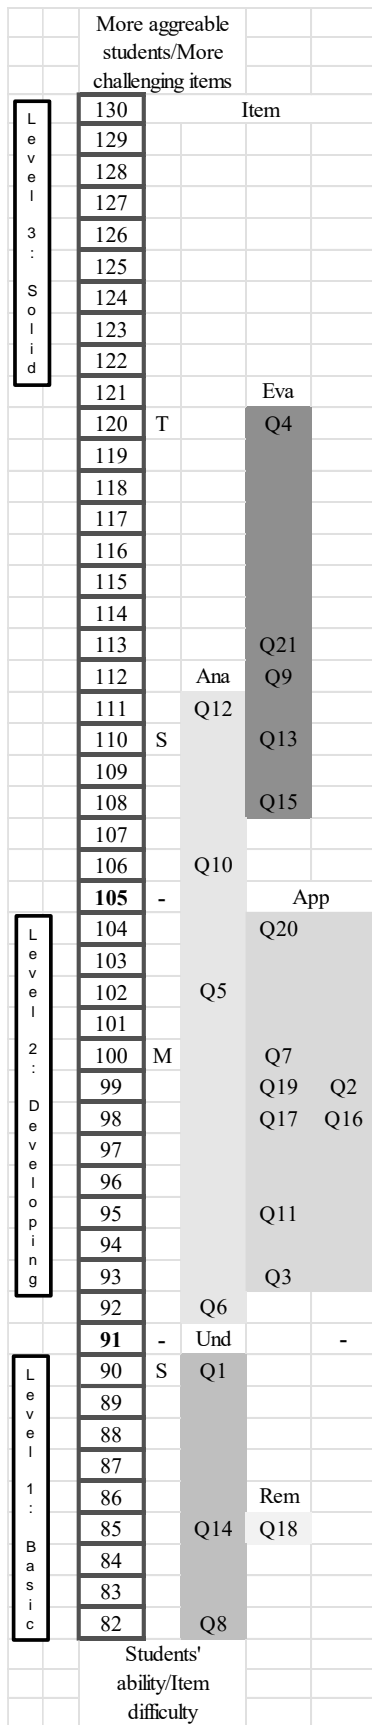 More aggreable
students/More
challenging items
Level 3: Solid
130 Item
129
128
127
126
125
124
123
122
121 Eva
120 T Q4
119
118
117
116
115
114
113 Q21
112 Ana Q9
111 Q12
110 S Q13
109
108 Q15
107
106 Q10
105 - App
Level 2: Developing
104 Q20
103
102 Q5
101
100 M Q7
99 Q19 Q2
98 Q17 Q16
97
96
95 Q11
94
93 Q3
92 Q6
91 - Und -
Level 1: Basic
90 S Q1
89
88
87
86 Rem
85 Q14 Q18
84
83
82 Q8
Students'
ability/Item
difficulty